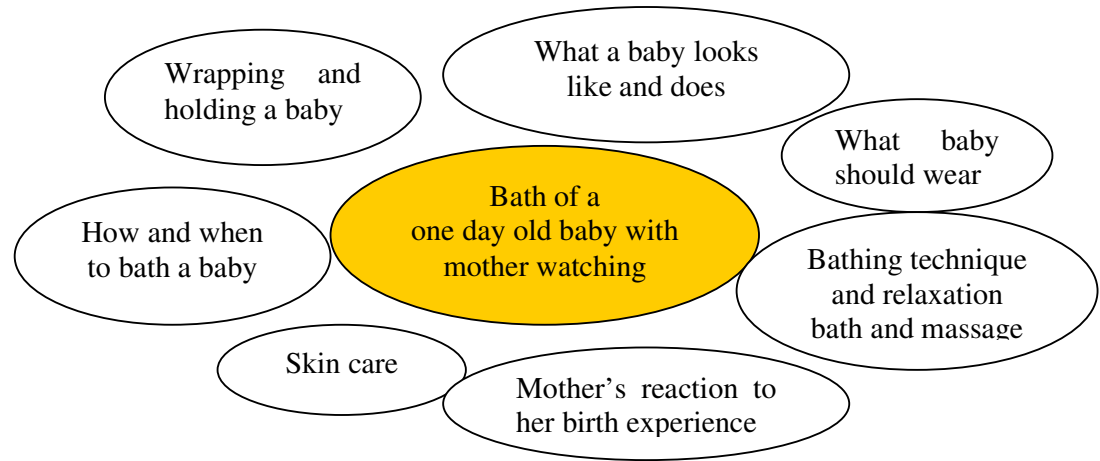 What a baby looks
like and does
Wrapping and
holding a baby
What baby
should wear
Bath of a
one day old baby with
mother watching
How and when
to bath a baby
Bathing technique
and relaxation
bath and massage
Skin care
Mother’s reaction to
her birth experience